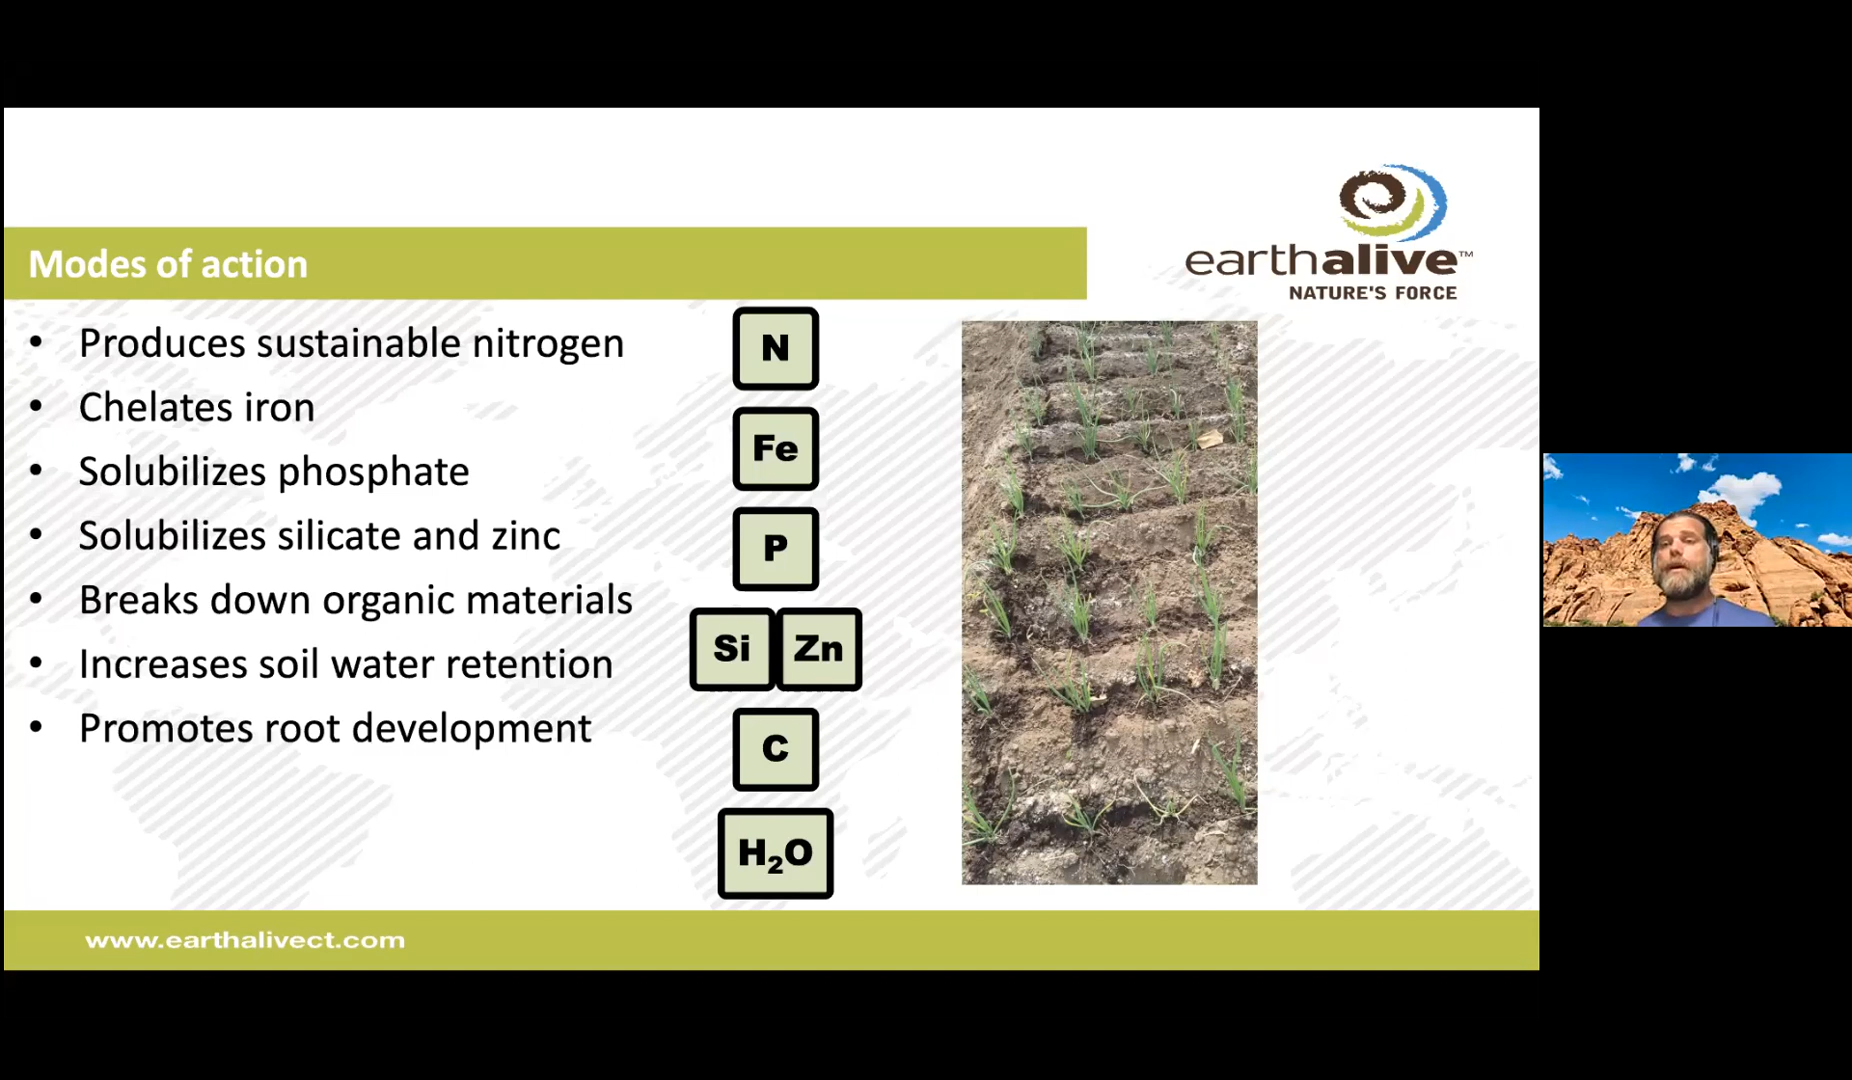 earthalive™
NATURE'S FORCE
Modes of action
• Produces sustainable nitrogen
• Chelates iron
• Solubilizes phosphate
• Solubilizes silicate and zinc
• Breaks down organic materials
• Increases soil water retention
• Promotes root development
N
Fe
P
Si Zn
C
H₂O
www.earthalivect.com